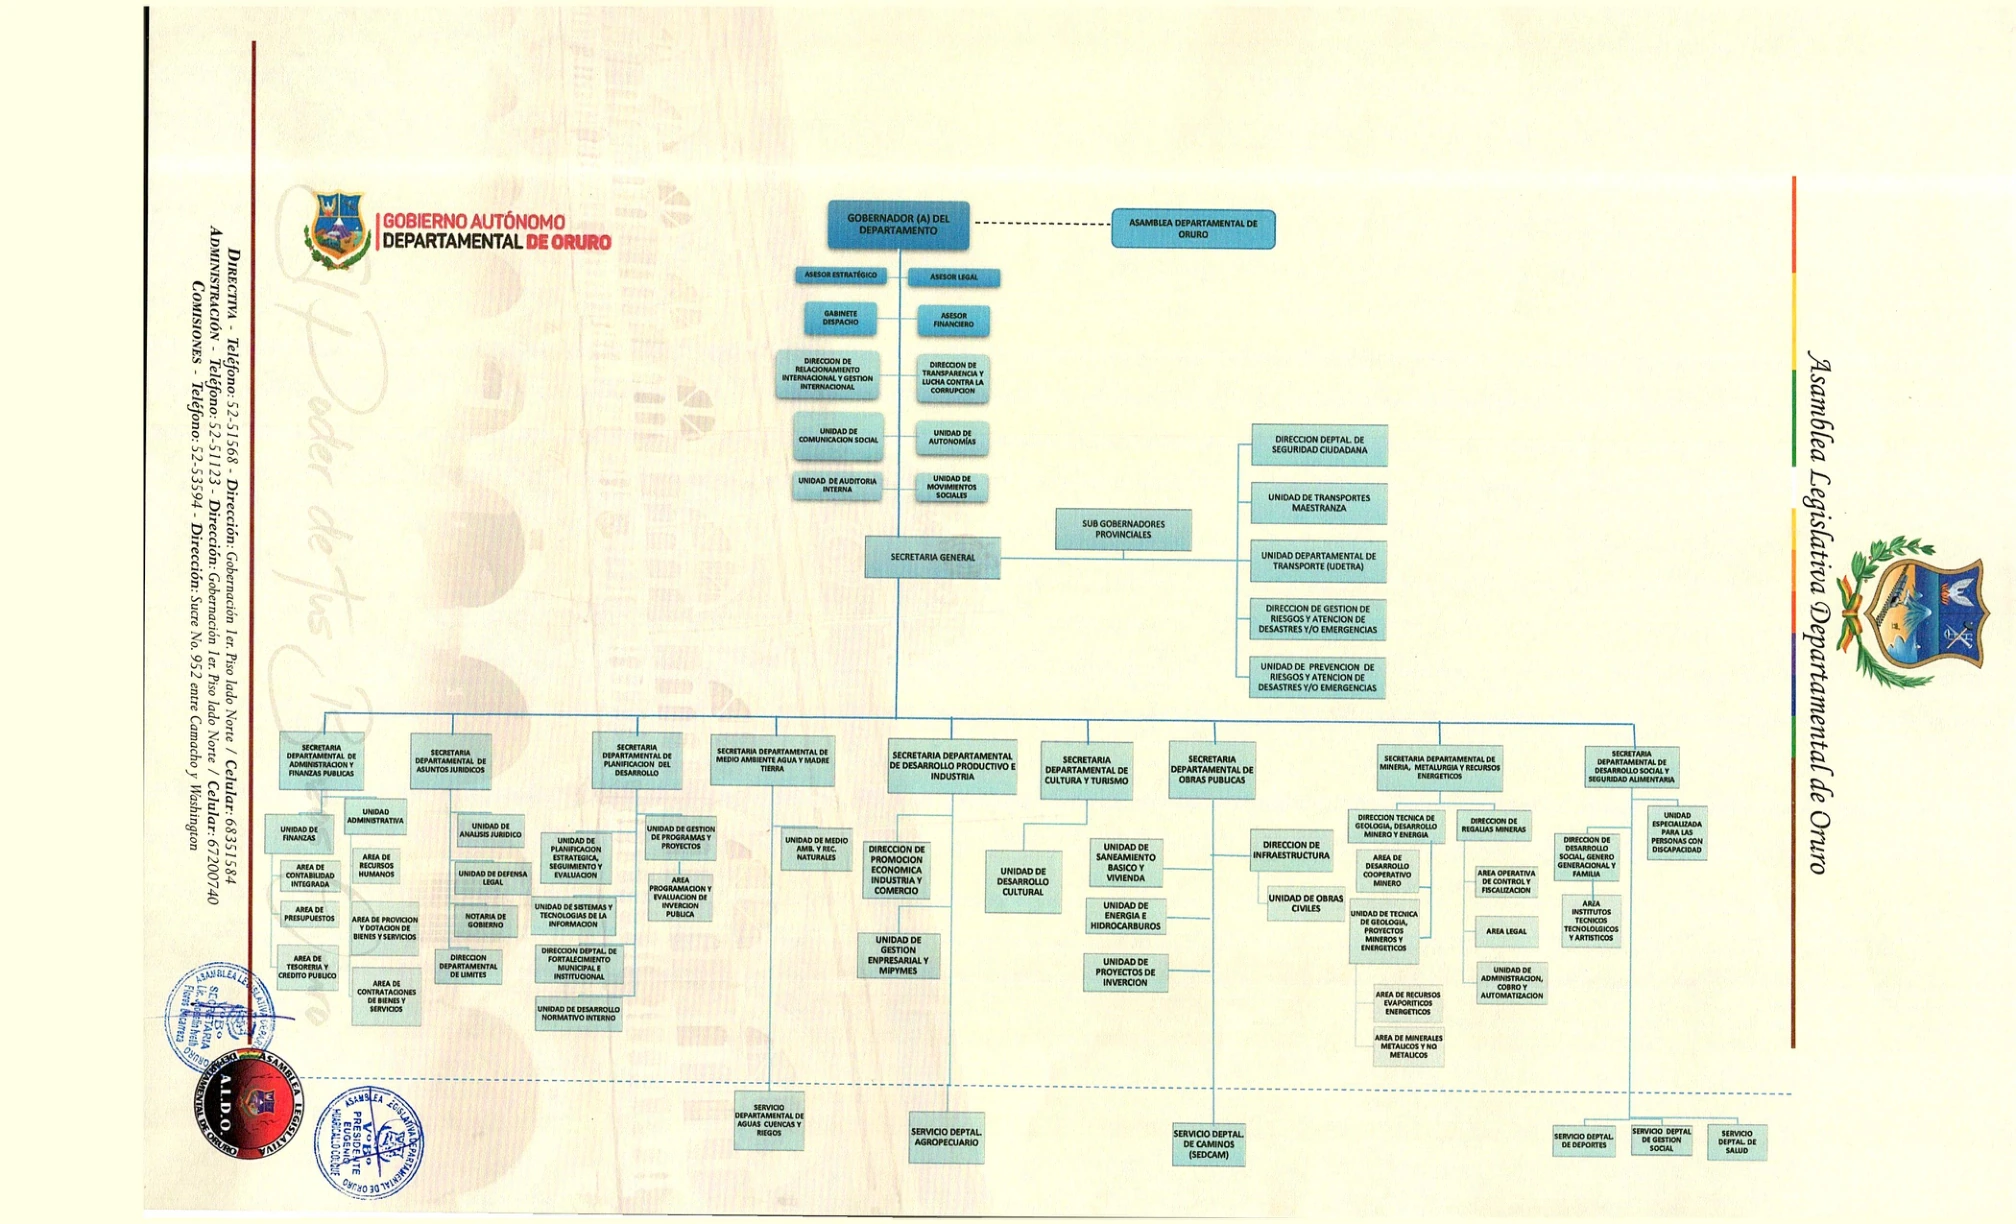 GOBIERNO AUTÓNOMO
DEPARTAMENTAL DE ORURO
GOBERNADOR (A) DEL
DEPARTAMENTO
ASAMBLEA DEPARTAMENTAL DE
ORURO
ASESOR ESTRATÉGICO
ASESOR LEGAL
GABINETE
DESPACHO
ASESOR
FINANCIERO
DIRECCION DE
RELACIONAMIENTO
INTERNACIONAL Y GESTION
INTERNACIONAL
DIRECCION DE
TRANSPARENCIA Y
LUCHA CONTRA LA
CORRUPCION
UNIDAD DE
COMUNICACION SOCIAL
UNIDAD DE
AUTONOMÍAS
UNIDAD DE AUDITORIA
INTERNA
UNIDAD DE
MOVIMIENTOS
SOCIALES
SECRETARIA GENERAL
SUB GOBERNADORES
PROVINCIALES
DIRECCION DEPTAL. DE
SEGURIDAD CIUDADANA
UNIDAD DE TRANSPORTES
MAESTRANZA
UNIDAD DEPARTAMENTAL DE
TRANSPORTE (UDETRA)
DIRECCION DE GESTION DE
RIESGOS Y ATENCION DE
DESASTRES Y/O EMERGENCIAS
UNIDAD DE PREVENCION DE
RIESGOS Y ATENCION DE
DESASTRES Y/O EMERGENCIAS
SECRETARIA
DEPARTAMENTAL DE
ADMINISTRACION Y
FINANZAS PUBLICAS
UNIDAD
ADMINISTRATIVA
UNIDAD DE
FINANZAS
AREA DE
CONTABILIDAD
INTEGRADA
AREA DE
RECURSOS
HUMANOS
AREA DE
PRESUPUESTOS
AREA DE PROVICION
Y DOTACION DE
BIENES Y SERVICIOS
AREA DE
TESORERIA Y
CREDITO PUBLICO
AREA DE
CONTRATACIONES
DE BIENES Y
SERVICIOS
SECRETARIA
DEPARTAMENTAL DE
ASUNTOS JURIDICOS
UNIDAD DE
ANALISIS JURIDICO
UNIDAD DE DEFENSA
LEGAL
NOTARIA DE
GOBIERNO
DIRECCION
DEPARTAMENTAL
DE LIMITES
SECRETARIA
DEPARTAMENTAL DE
PLANIFICACION DEL
DESARROLLO
UNIDAD DE GESTION
DE PROGRAMAS Y
PROYECTOS
UNIDAD DE
PLANIFICACION
ESTRATEGICA,
SEGUIMIENTO Y
EVALUACION
AREA
PROGRAMACION Y
EVALUACION DE
INVERCION
PUBLICA
UNIDAD DE SISTEMAS Y
TECNOLOGIAS DE LA
INFORMACION
DIRECCION DEPTAL. DE
FORTALECIMIENTO
MUNICIPAL E
INSTITUCIONAL
UNIDAD DE DESARROLLO
NORMATIVO INTERNO
SECRETARIA DEPARTAMENTAL DE
MEDIO AMBIENTE AGUA Y MADRE
TIERRA
UNIDAD DE MEDIO
AMB. Y REC.
NATURALES
SERVICIO
DEPARTAMENTAL DE
AGUAS CUENCAS Y
RIEGOS
SECRETARIA DEPARTAMENTAL
DE DESARROLLO PRODUCTIVO E
INDUSTRIA
DIRECCION DE
PROMOCION
ECONOMICA
INDUSTRIA Y
COMERCIO
UNIDAD DE
GESTION
ENPRESARIAL Y
MIPYMES
SERVICIO DEPTAL.
AGROPECUARIO
SECRETARIA
DEPARTAMENTAL DE
CULTURA Y TURISMO
UNIDAD DE
DESARROLLO
CULTURAL
SECRETARIA
DEPARTAMENTAL DE
OBRAS PUBLICAS
UNIDAD DE
SANEAMIENTO
BASICO Y
VIVIENDA
DIRECCION DE
INFRAESTRUCTURA
UNIDAD DE OBRAS
CIVILES
UNIDAD DE
ENERGIA E
HIDROCARBUROS
UNIDAD DE
PROYECTOS DE
INVERCION
SERVICIO DEPTAL.
DE CAMINOS
(SEDCAM)
SECRETARIA DEPARTAMENTAL DE
MINERIA, METALURGIA Y RECURSOS
ENERGETICOS
DIRECCION TECNICA DE
GEOLOGIA, DESARROLLO
MINERO Y ENERGIA
DIRECCION DE
REGALIAS MINERAS
AREA DE
DESARROLLO
COOPERATIVO
MINERO
AREA OPERATIVA
DE CONTROL Y
FISCALIZACION
UNIDAD DE TECNICA
DE GEOLOGIA,
PROYECTOS
MINEROS Y
ENERGETICOS
AREA LEGAL
AREA DE RECURSOS
EVAPORITICOS
ENERGETICOS
UNIDAD DE
ADMINISTRACION,
COBRO Y
AUTOMATIZACION
AREA DE MINERALES
METALICOS Y NO
METALICOS
SECRETARIA
DEPARTAMENTAL DE
DESARROLLO SOCIAL Y
SEGURIDAD ALIMENTARIA
UNIDAD
ESPECIALIZADA
PARA LAS
PERSONAS CON
DISCAPACIDAD
DIRECCION DE
DESARROLLO
SOCIAL, GENERO
GENERACIONAL Y
FAMILIA
AREA
INSTITUTOS
TECNICOS
TECNOLOLGICOS
Y ARTISTICOS
SERVICIO DEPTAL.
DE DEPORTES
SERVICIO DEPTAL
DE GESTION
SOCIAL
SERVICIO
DEPTAL. DE
SALUD
Asamblea Legislativa Departamental de Oruro
DIRECTIVA - Teléfono: 52-51568 - Dirección: Gobernación 1er. Piso lado Norte / Celular: 68351584
ADMINISTRACIÓN - Teléfono: 52-51123 - Dirección: Gobernación 1er. Piso lado Norte / Celular: 67200740
COMISIONES - Teléfono: 52-53594 - Dirección: Sucre No. 952 entre Camacho y Washington
ASAMBLEA LEGISLATIVA
DEPARTAMENTAL DE ORURO
A.L.D.O.
ASAMBLEA LEGISLATIVA DEPARTAMENTAL DE ORURO
VºBº
PRESIDENTE
EUGENIO
HUARICALLO COLQUE
VºBº
SECRETARIA